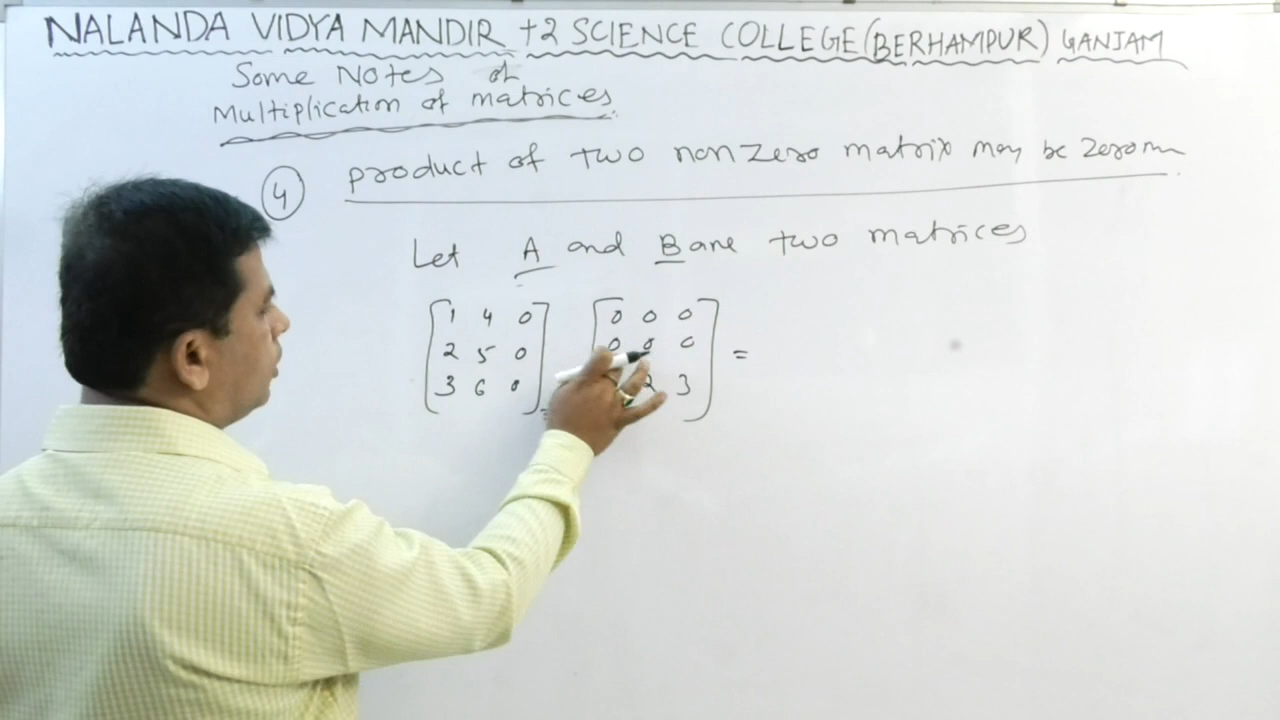 NALANDA VIDYA MANDIR +2 SCIENCE COLLEGE (BERHAMPUR) GANJAM
Some Notes of
Multiplication of matrices.
4 product of two nonzero matrix may be zero
Let A and B are two matrices
1 4 0 0 0 0
2 5 0 0 0 0 =
3 6 0 2 3